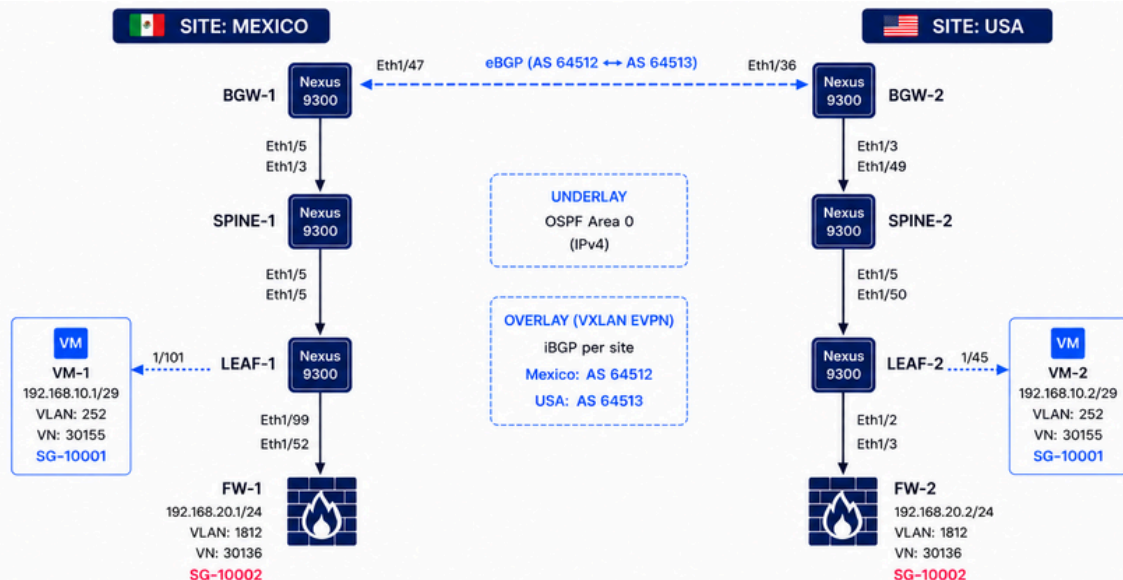 SITE: MEXICO
SITE: USA
Eth1/47
eBGP (AS 64512 ↔ AS 64513)
Eth1/36
BGW-1
Nexus
9300
Nexus
9300
BGW-2
Eth1/5
Eth1/3
Eth1/3
Eth1/49
SPINE-1
Nexus
9300
UNDERLAY
OSPF Area 0
(IPv4)
Nexus
9300
SPINE-2
Eth1/5
Eth1/5
Eth1/5
Eth1/50
OVERLAY (VXLAN EVPN)
iBGP per site
Mexico: AS 64512
USA: AS 64513
VM
VM-1
192.168.10.1/29
VLAN: 252
VN: 30155
SG-10001
1/101
LEAF-1
Nexus
9300
Nexus
9300
LEAF-2
1/45
VM
VM-2
192.168.10.2/29
VLAN: 252
VN: 30155
SG-10001
Eth1/99
Eth1/52
Eth1/2
Eth1/3
FW-1
192.168.20.1/24
VLAN: 1812
VN: 30136
SG-10002
FW-2
192.168.20.2/24
VLAN: 1812
VN: 30136
SG-10002